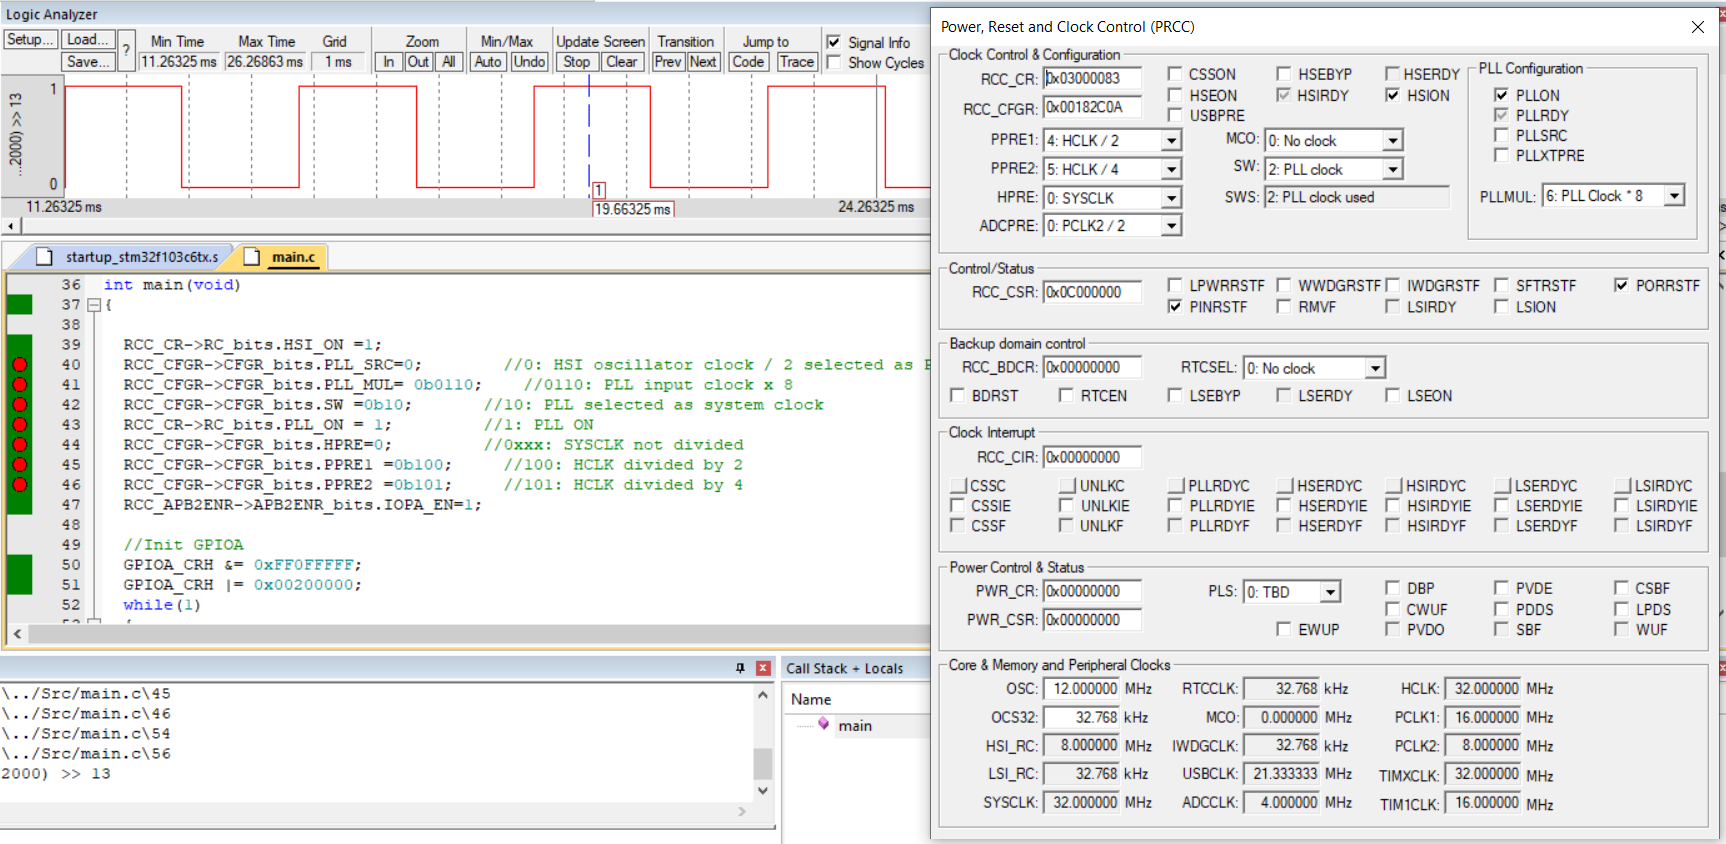 Logic Analyzer
Setup... Load... ? Min Time Max Time Grid Zoom Min/Max Update Screen Transition Jump to Signal Info
Save... 11.26325 ms 26.26863 ms 1 ms In Out All Auto Undo Stop Clear Prev Next Code Trace Show Cycles
...2000) >> 13
1
0
1
11.26325 ms 19.66325 ms 24.26325 ms
startup_stm32f103c6tx.s main.c
36 int main(void)
37 {
38
39 RCC_CR->RC_bits.HSI_ON =1;
40 RCC_CFGR->CFGR_bits.PLL_SRC=0; //0: HSI oscillator clock / 2 selected as
41 RCC_CFGR->CFGR_bits.PLL_MUL= 0b0110; //0110: PLL input clock x 8
42 RCC_CFGR->CFGR_bits.SW =0b10; //10: PLL selected as system clock
43 RCC_CR->RC_bits.PLL_ON = 1; //1: PLL ON
44 RCC_CFGR->CFGR_bits.HPRE=0; //0xxx: SYSCLK not divided
45 RCC_CFGR->CFGR_bits.PPRE1 =0b100; //100: HCLK divided by 2
46 RCC_CFGR->CFGR_bits.PPRE2 =0b101; //101: HCLK divided by 4
47 RCC_APB2ENR->APB2ENR_bits.IOPA_EN=1;
48
49 //Init GPIOA
50 GPIOA_CRH &= 0xFF0FFFFF;
51 GPIOA_CRH |= 0x00200000;
52 while(1)
\../Src/main.c\45
\../Src/main.c\46
\../Src/main.c\54
\../Src/main.c\56
2000) >> 13
Call Stack + Locals
Name
main
Power, Reset and Clock Control (PRCC)
Clock Control & Configuration
RCC_CR: 0x03000083 CSSON HSEBYP HSERDY
RCC_CFGR: 0x00182C0A HSEON HSIRDY HSION
USBPRE
PPRE1: 4: HCLK / 2 MCO: 0: No clock
PPRE2: 5: HCLK / 4 SW: 2: PLL clock
HPRE: 0: SYSCLK SWS: 2: PLL clock used
ADCPRE: 0: PCLK2 / 2
PLL Configuration
PLLON
PLLRDY
PLLSRC
PLLXTPRE
PLLMUL: 6: PLL Clock * 8
Control/Status
RCC_CSR: 0x0C000000 LPWRRSTF WWDGRSTF IWDGRSTF SFTRSTF PORRSTF
PINRSTF RMVF LSIRDY LSION
Backup domain control
RCC_BDCR: 0x00000000 RTCSEL: 0: No clock
BDRST RTCEN LSEBYP LSERDY LSEON
Clock Interrupt
RCC_CIR: 0x00000000
CSSC UNLKC PLLRDYC HSERDYC HSIRDYC LSERDYC LSIRDYC
CSSIE UNLKIE PLLRDYIE HSERDYIE HSIRDYIE LSERDYIE LSIRDYIE
CSSF UNLKF PLLRDYF HSERDYF HSIRDYF LSERDYF LSIRDYF
Power Control & Status
PWR_CR: 0x00000000 PLS: 0: TBD DBP PVDE CSBF
PWR_CSR: 0x00000000 CWUF PDDS LPDS
EWUP PVDO SBF WUF
Core & Memory and Peripheral Clocks
OSC: 12.000000 MHz RTCCLK: 32.768 kHz HCLK: 32.000000 MHz
OCS32: 32.768 kHz MCO: 0.000000 MHz PCLK1: 16.000000 MHz
HSI_RC: 8.000000 MHz IWDGCLK: 32.768 kHz PCLK2: 8.000000 MHz
LSI_RC: 32.768 kHz USBCLK: 21.333333 MHz TIMXCLK: 32.000000 MHz
SYSCLK: 32.000000 MHz ADCCLK: 4.000000 MHz TIM1CLK: 16.000000 MHz